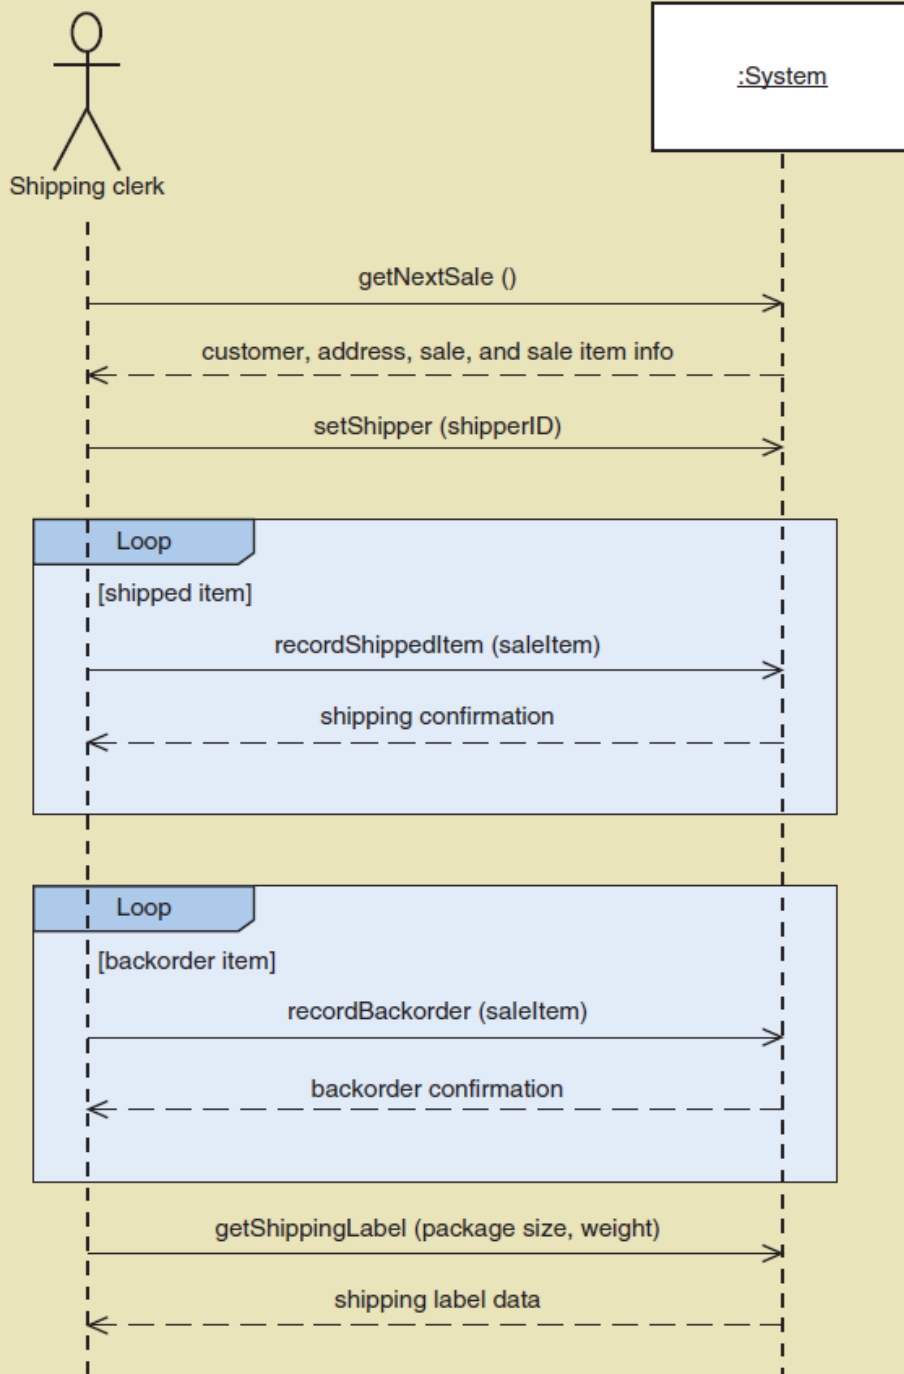 :System
Shipping clerk
getNextSale ()
customer, address, sale, and sale item info
setShipper (shipperID)
Loop
[shipped item]
recordShippedItem (saleItem)
shipping confirmation
Loop
[backorder item]
recordBackorder (saleItem)
backorder confirmation
getShippingLabel (package size, weight)
shipping label data